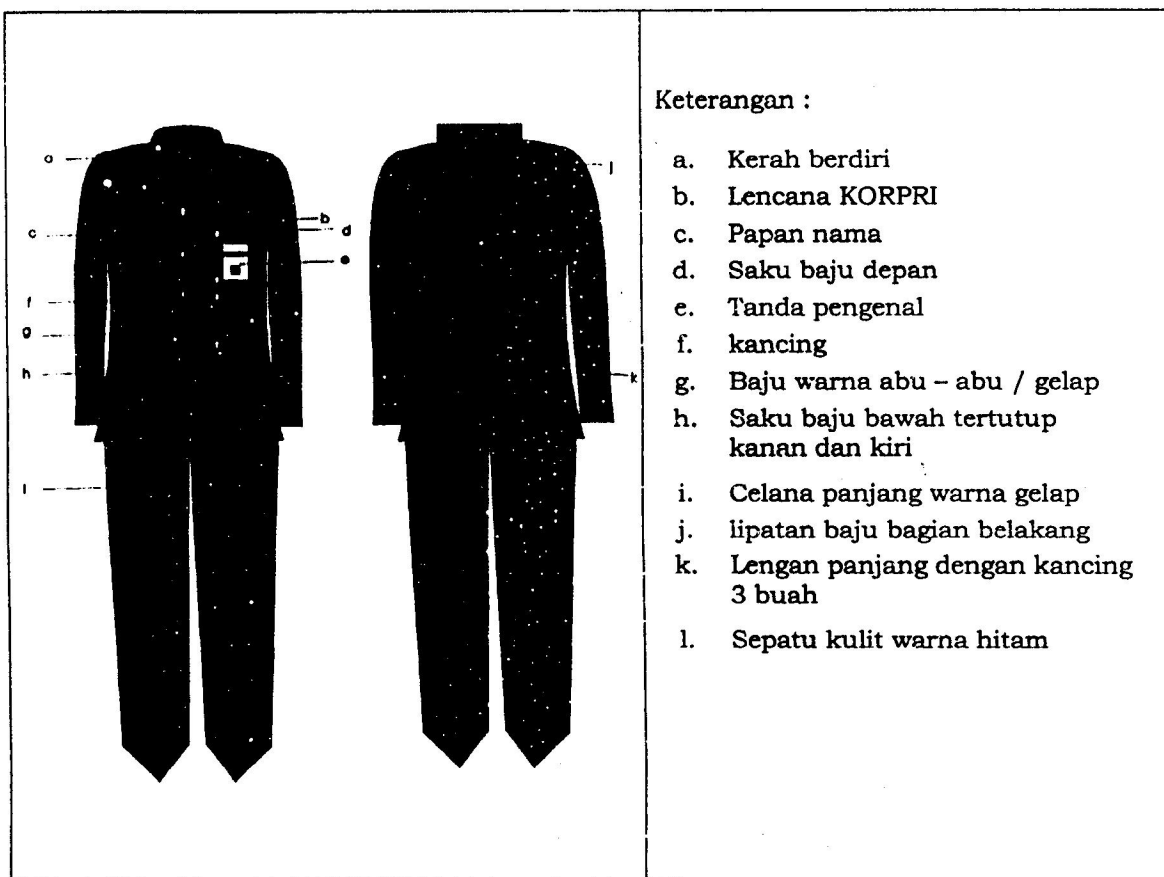 a
c
f
g
h
i
b
d
e
j
k
Keterangan :
a. Kerah berdiri
b. Lencana KORPRI
c. Papan nama
d. Saku baju depan
e. Tanda pengenal
f. kancing
g. Baju warna abu – abu / gelap
h. Saku baju bawah tertutup
kanan dan kiri
i. Celana panjang warna gelap
j. lipatan baju bagian belakang
k. Lengan panjang dengan kancing
3 buah
l. Sepatu kulit warna hitam